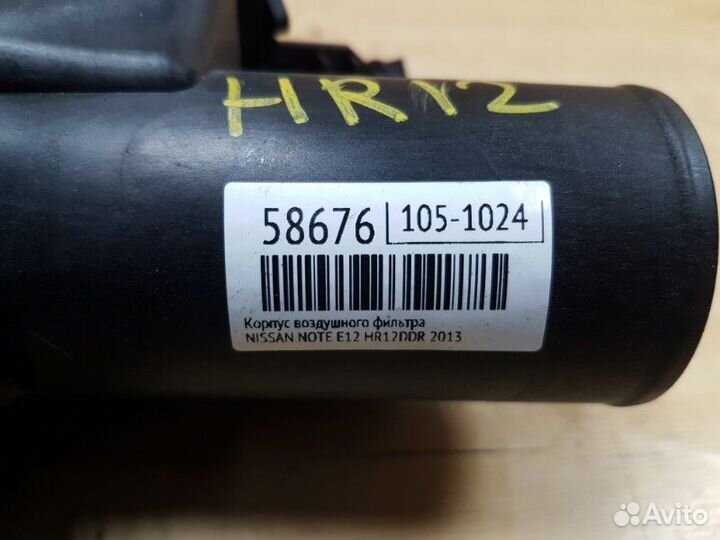 HR12
58676 105-1024
Корпус воздушного фильтра
NISSAN NOTE E12 HR12DDR 2013
Avito